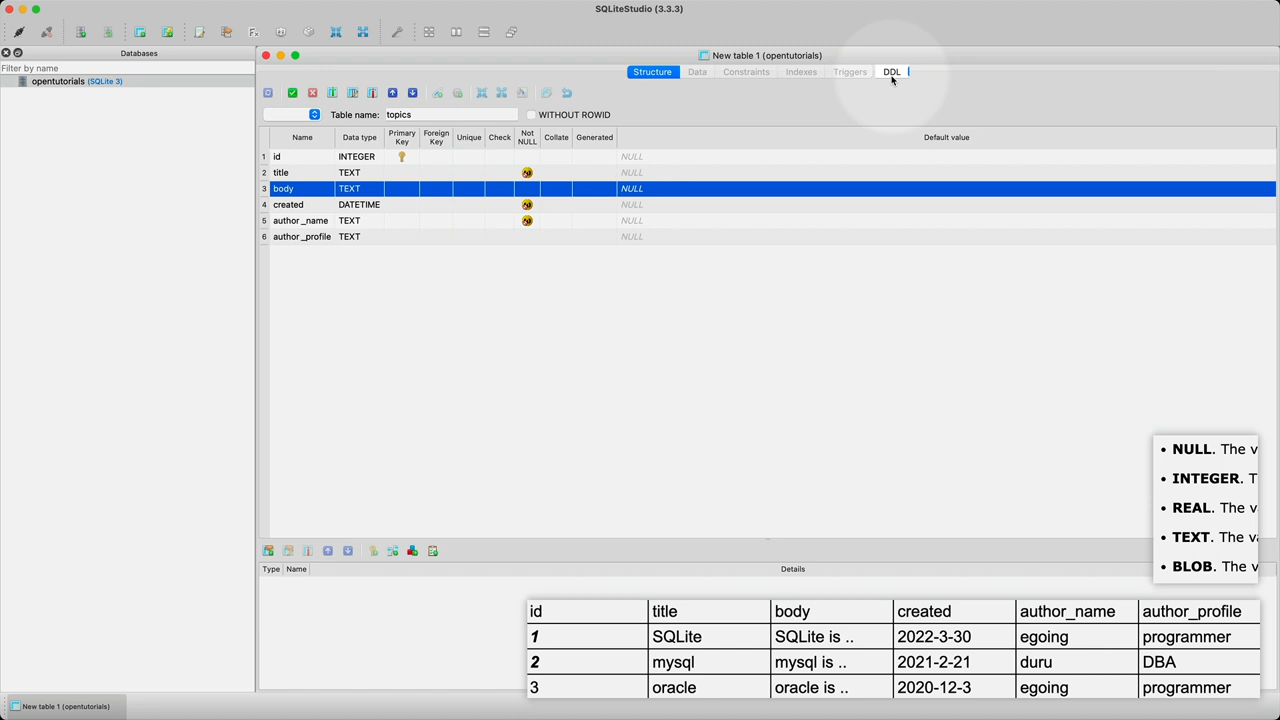 SQLiteStudio (3.3.3)
Databases
New table 1 (opentutorials)
Filter by name
Structure Data Constraints Indexes Triggers DDL
opentutorials (SQLite 3)
Table name: topics WITHOUT ROWID
Name Data type Primary Key Foreign Key Unique Check Not NULL Collate Generated Default value
1 id INTEGER NULL
2 title TEXT NULL
3 body TEXT NULL
4 created DATETIME NULL
5 author_name TEXT NULL
6 author_profile TEXT NULL
• NULL. The v
• INTEGER. T
• REAL. The v
• TEXT. The va
• BLOB. The v
Type Name Details
id title body created author_name author_profile
1 SQLite SQLite is .. 2022-3-30 egoing programmer
2 mysql mysql is .. 2021-2-21 duru DBA
3 oracle oracle is .. 2020-12-3 egoing programmer
New table 1 (opentutorials)